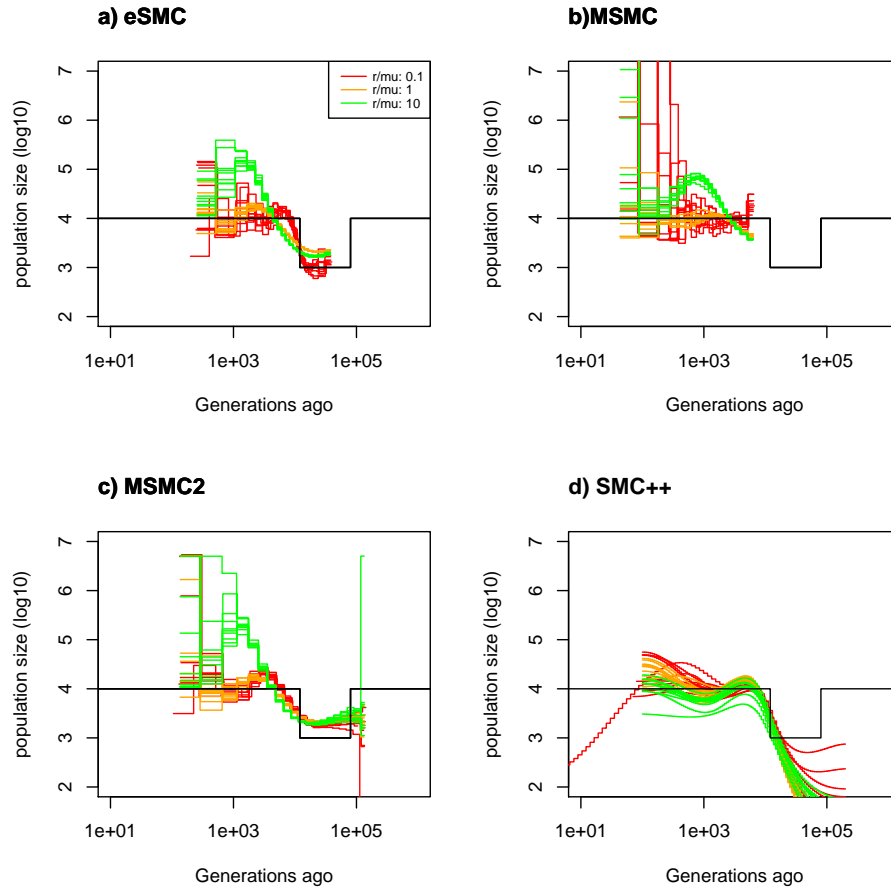 a) eSMC
b)MSMC
population size (log10)
7
6
5
4
3
2
r/mu: 0.1
r/mu: 1
r/mu: 10
1e+01
1e+03
1e+05
Generations ago
population size (log10)
7
6
5
4
3
2
1e+01
1e+03
1e+05
Generations ago
c) MSMC2
d) SMC++
population size (log10)
7
6
5
4
3
2
1e+01
1e+03
1e+05
Generations ago
population size (log10)
7
6
5
4
3
2
1e+01
1e+03
1e+05
Generations ago